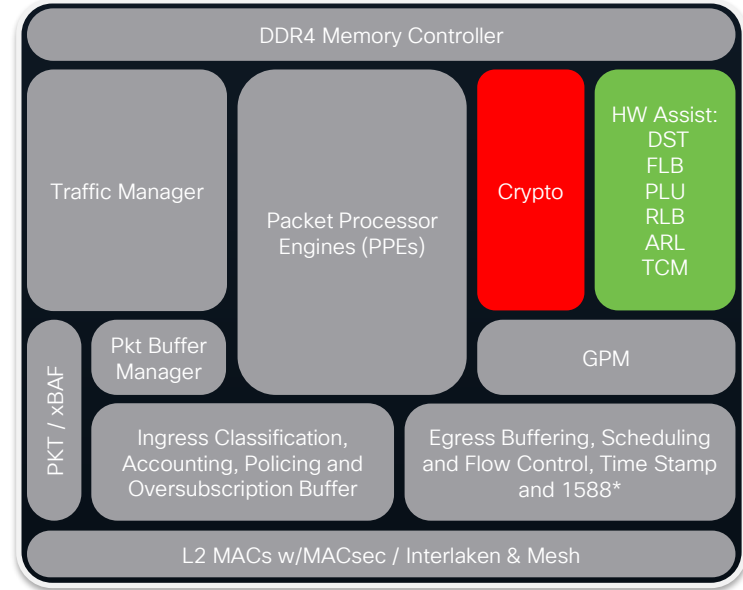 DDR4 Memory Controller
Traffic Manager
Packet Processor
Engines (PPEs)
Crypto
HW Assist:
DST
FLB
PLU
RLB
ARL
TCM
PKT / xBAF
Pkt Buffer
Manager
GPM
Ingress Classification,
Accounting, Policing and
Oversubscription Buffer
Egress Buffering, Scheduling
and Flow Control, Time Stamp
and 1588*
L2 MACs w/MACsec / Interlaken & Mesh